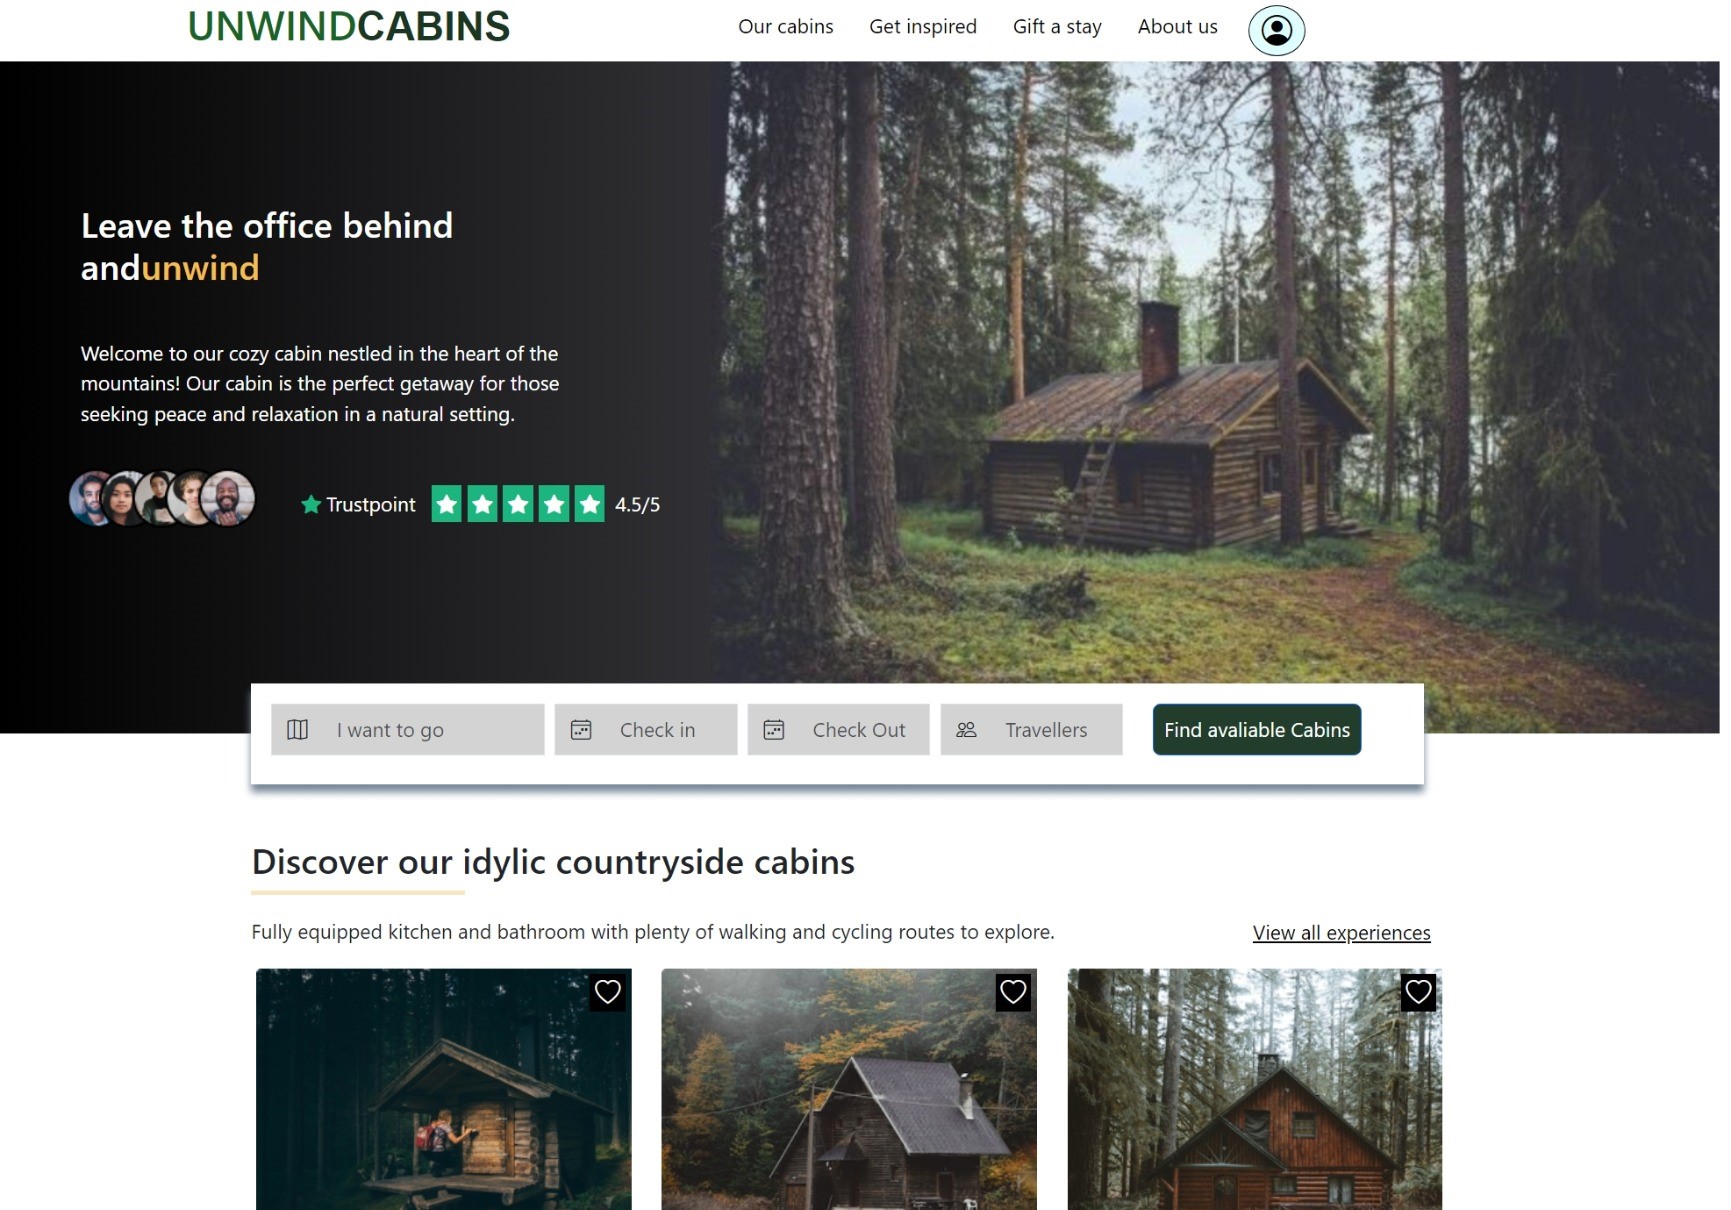 UNWINDCABINS
Our cabins
Get inspired
Gift a stay
About us
Leave the office behind
andunwind
Welcome to our cozy cabin nestled in the heart of the
mountains! Our cabin is the perfect getaway for those
seeking peace and relaxation in a natural setting.
Trustpoint
4.5/5
I want to go
Check in
Check Out
Travellers
Find avaliable Cabins
Discover our idylic countryside cabins
Fully equipped kitchen and bathroom with plenty of walking and cycling routes to explore.
View all experiences